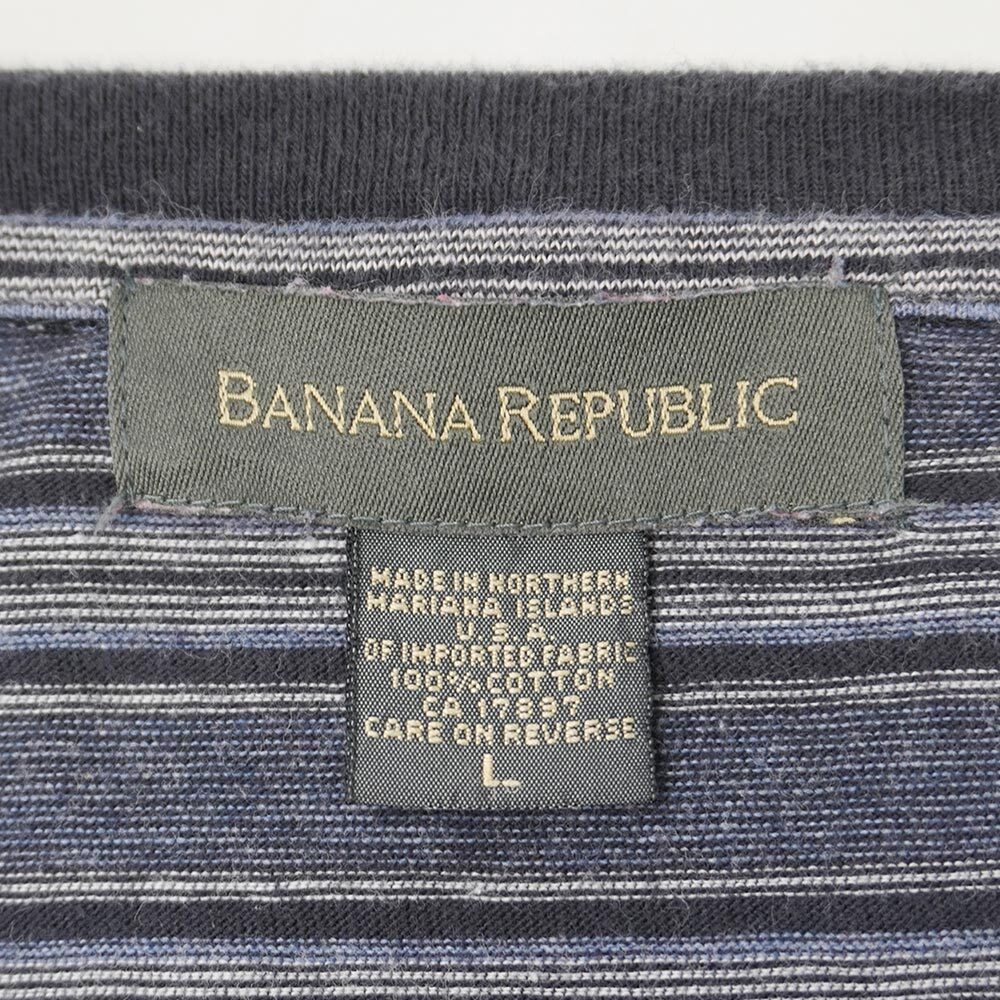 BANANA REPUBLIC
MADE IN NORTHERN
MARIANA ISLANDS
U.S.A.
OF IMPORTED FABRIC
100% COTTON
CA 17897
CARE ON REVERSE
L